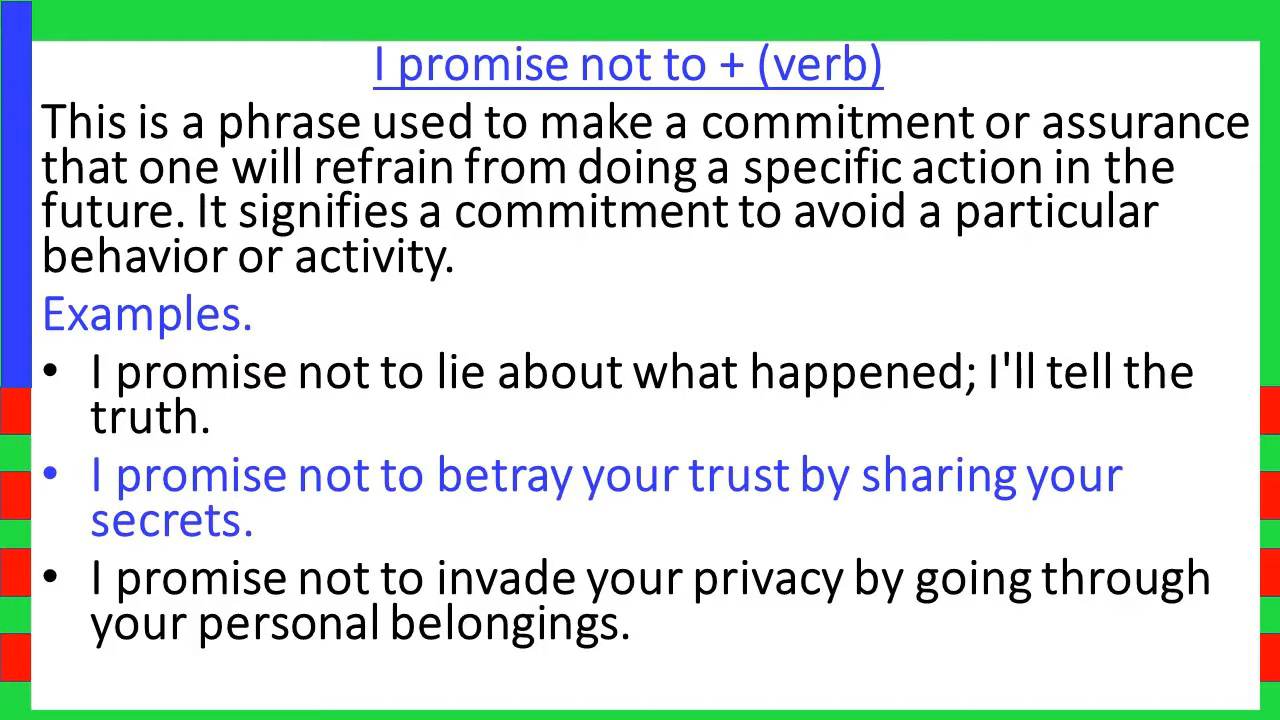 I promise not to + (verb)
This is a phrase used to make a commitment or assurance
that one will refrain from doing a specific action in the
future. It signifies a commitment to avoid a particular
behavior or activity.
Examples.
• I promise not to lie about what happened; I'll tell the
truth.
• I promise not to betray your trust by sharing your
secrets.
• I promise not to invade your privacy by going through
your personal belongings.